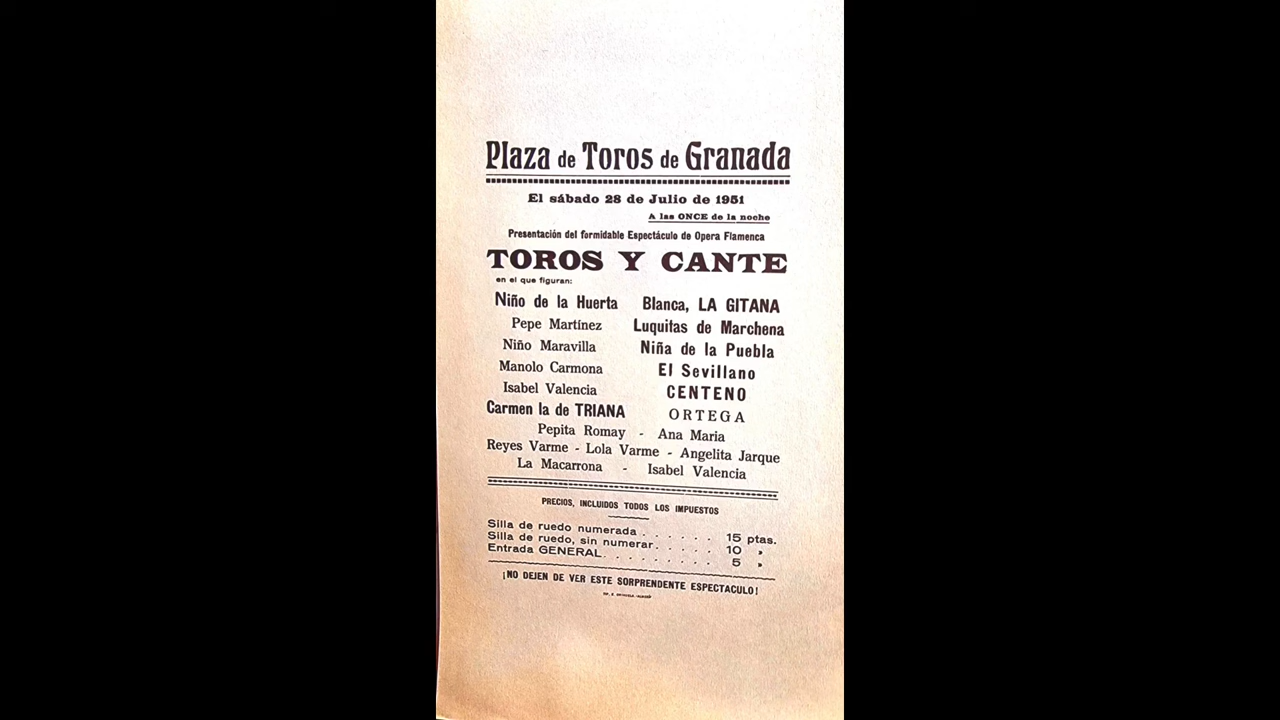 Plaza de Toros de Granada
El sábado 28 de Julio de 1951
A las ONCE de la noche
Presentación del formidable Espectáculo de Opera Flamenca
TOROS Y CANTE
en el que figuran:
Niño de la Huerta Blanca, LA GITANA
Pepe Martínez Luquitas de Marchena
Niño Maravilla Niña de la Puebla
Manolo Carmona El Sevillano
Isabel Valencia CENTENO
Carmen la de TRIANA ORTEGA
Pepita Romay - Ana Maria
Reyes Varme - Lola Varme - Angelita Jarque
La Macarrona - Isabel Valencia
PRECIOS, INCLUIDOS TODOS LOS IMPUESTOS
Silla de ruedo numerada . . . . . . 15 ptas.
Silla de ruedo, sin numerar . . . . . 10 »
Entrada GENERAL . . . . . . . . 5 »
¡NO DEJEN DE VER ESTE SORPRENDENTE ESPECTACULO!